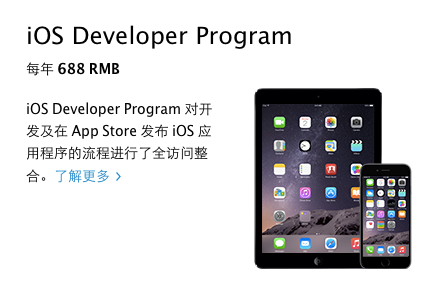 iOS Developer Program
每年 688 RMB
iOS Developer Program 对开
发及在 App Store 发布 iOS 应
用程序的流程进行了全访问整
合。了解更多 ›